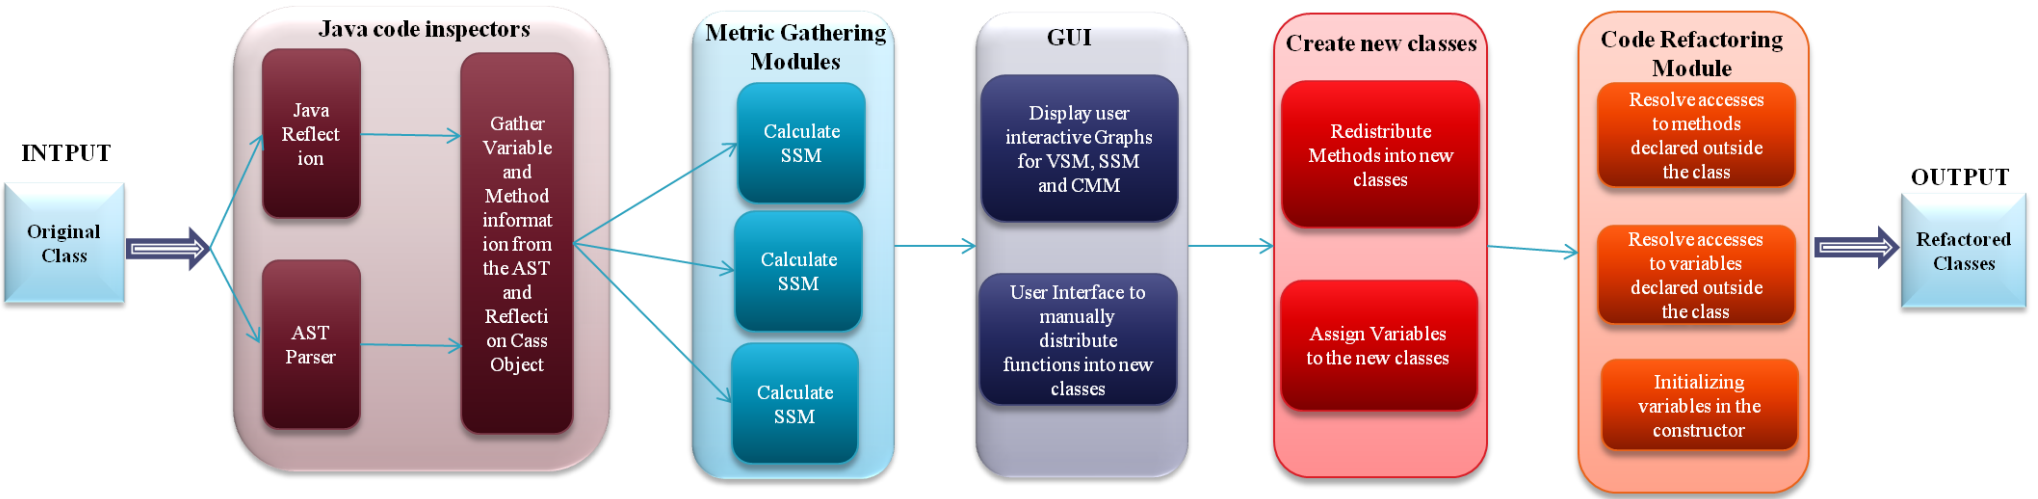 INTPUT
Original
Class
Java code inspectors
Java
Reflect
ion
AST
Parser
Gather
Variable
and
Method
informat
ion from
the AST
and
Reflecti
on Cass
Object
Metric Gathering
Modules
Calculate
SSM
Calculate
SSM
Calculate
SSM
GUI
Display user
interactive Graphs
for VSM, SSM
and CMM
User Interface to
manually
distribute
functions into new
classes
Create new classes
Redistribute
Methods into new
classes
Assign Variables
to the new classes
Code Refactoring
Module
Resolve accesses
to methods
declared outside
the class
Resolve accesses
to variables
declared outside
the class
Initializing
variables in the
constructor
OUTPUT
Refactored
Classes